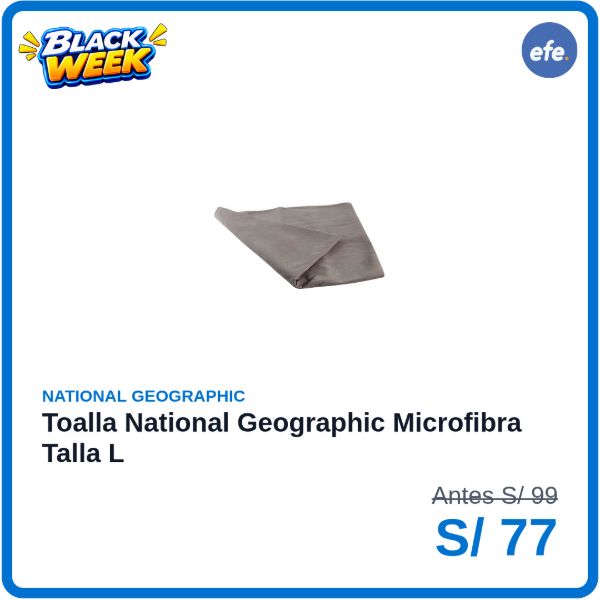 BLACK
WEEK
efe.
NATIONAL GEOGRAPHIC
Toalla National Geographic Microfibra
Talla L
Antes S/ 99
S/ 77